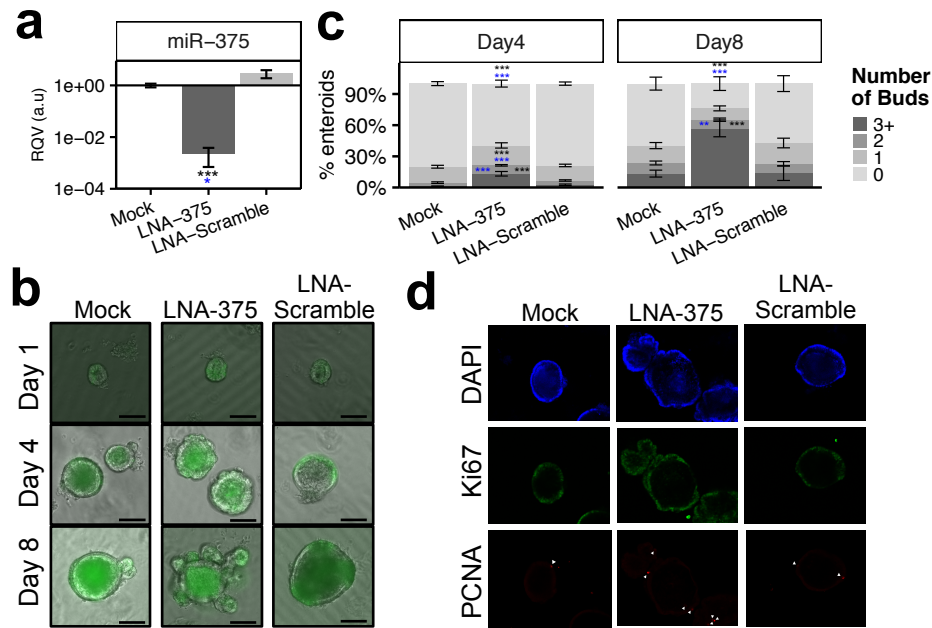 a
miR−375
RQV (a.u)
1e+00
1e−02
1e−04
***
*
Mock
LNA−375
LNA−Scramble
c
Day4
Day8
% enteroids
90%
60%
30%
0%
***
***
***
***
***
***
***
***
**
***
Mock
LNA−375
LNA−Scramble
Mock
LNA−375
LNA−Scramble
Number
of Buds
3+
2
1
0
b
Mock
LNA-375
LNA-
Scramble
Day 1
Day 4
Day 8
d
Mock
LNA-375
LNA-
Scramble
DAPI
Ki67
PCNA